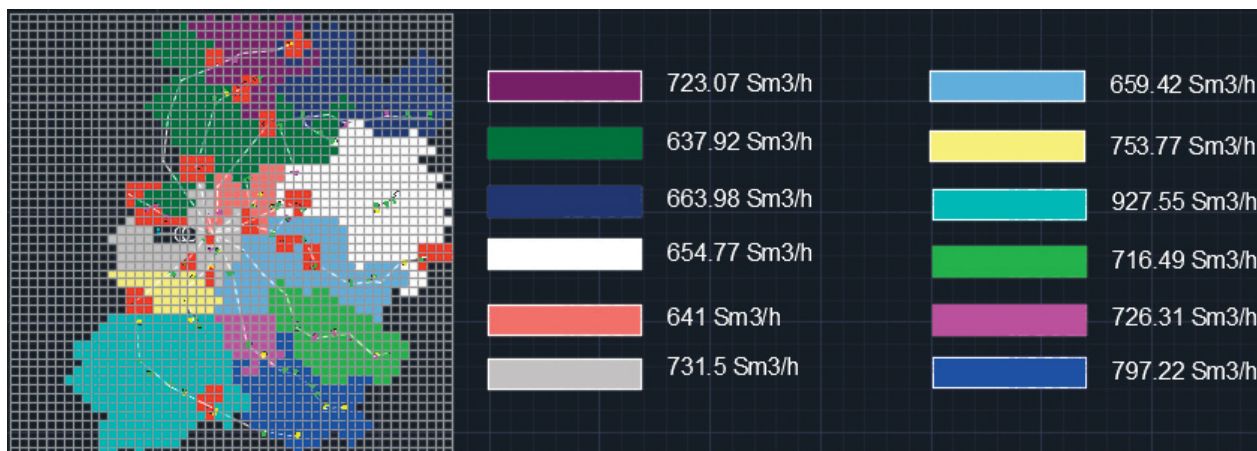 723.07 Sm3/h
637.92 Sm3/h
663.98 Sm3/h
654.77 Sm3/h
641 Sm3/h
731.5 Sm3/h
659.42 Sm3/h
753.77 Sm3/h
927.55 Sm3/h
716.49 Sm3/h
726.31 Sm3/h
797.22 Sm3/h